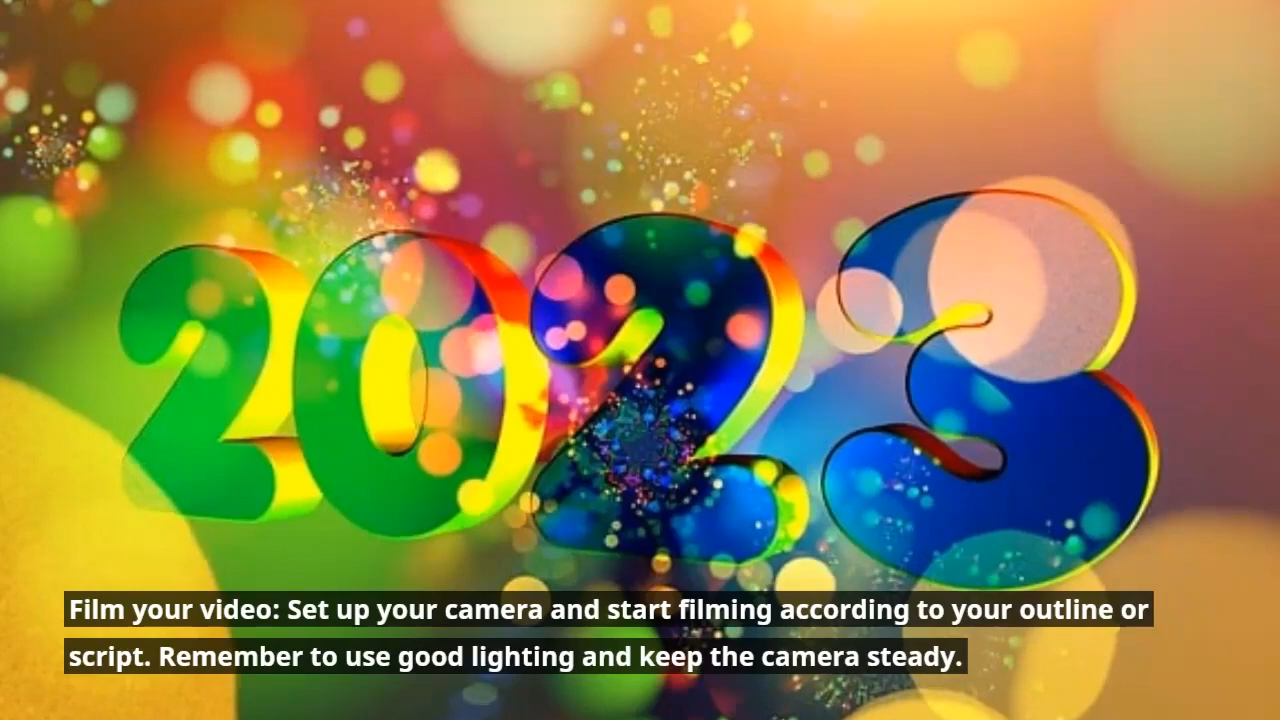 2023
Film your video: Set up your camera and start filming according to your outline or
script. Remember to use good lighting and keep the camera steady.